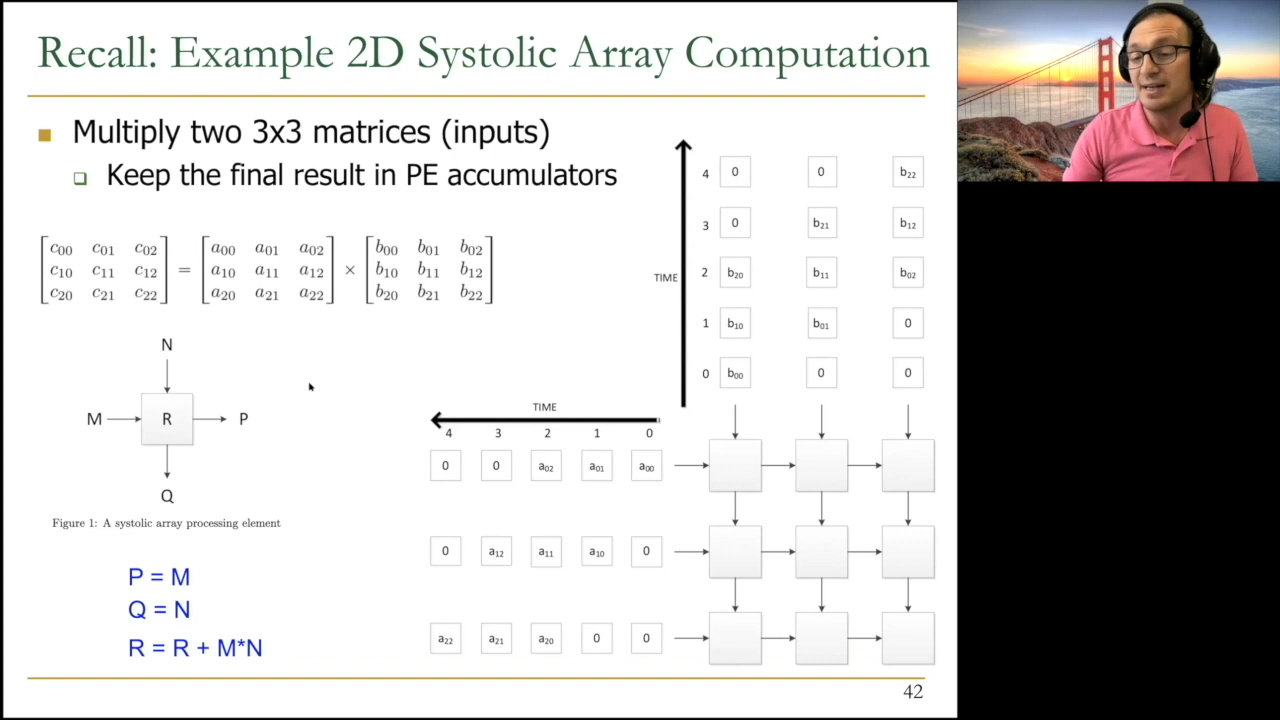 Recall: Example 2D Systolic Array Computation
Multiply two 3x3 matrices (inputs)
Keep the final result in PE accumulators
c00 c01 c02
c10 c11 c12
c20 c21 c22
=
a00 a01 a02
a10 a11 a12
a20 a21 a22
×
b00 b01 b02
b10 b11 b12
b20 b21 b22
N
M R P
Q
Figure 1: A systolic array processing element
P = M
Q = N
R = R + M*N
TIME
4 0 0 b22
3 0 b21 b12
2 b20 b11 b02
1 b10 b01 0
0 b00 0 0
TIME
4 3 2 1 0
0 0 a02 a01 a00
0 a12 a11 a10 0
a22 a21 a20 0 0
42